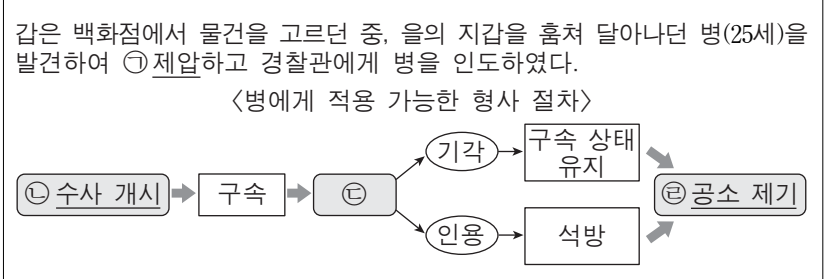 갑은 백화점에서 물건을 고르던 중, 을의 지갑을 훔쳐 달아나던 병(25세)을
발견하여 ㉠제압하고 경찰관에게 병을 인도하였다.
〈병에게 적용 가능한 형사 절차〉
㉡수사 개시
구속
㉢
기각
구속 상태
유지
인용
석방
㉣공소 제기